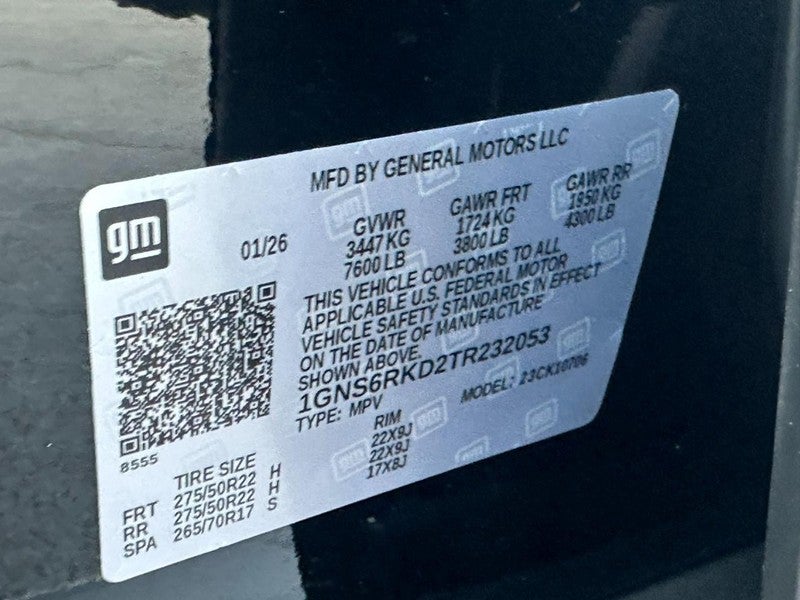 MFD BY GENERAL MOTORS LLC
gm
01/26
GVWR GAWR FRT GAWR RR
3447 KG 1724 KG 1950 KG
7600 LB 3800 LB 4300 LB
THIS VEHICLE CONFORMS TO ALL
APPLICABLE U.S. FEDERAL MOTOR
VEHICLE SAFETY STANDARDS IN EFFECT
ON THE DATE OF MANUFACTURE
SHOWN ABOVE.
1GNS6RKD2TR232053
TYPE: MPV MODEL: 23CK10706
8555
TIRE SIZE RIM
FRT 275/50R22 H 22X9J
RR 275/50R22 H 22X9J
SPA 265/70R17 S 17X8J